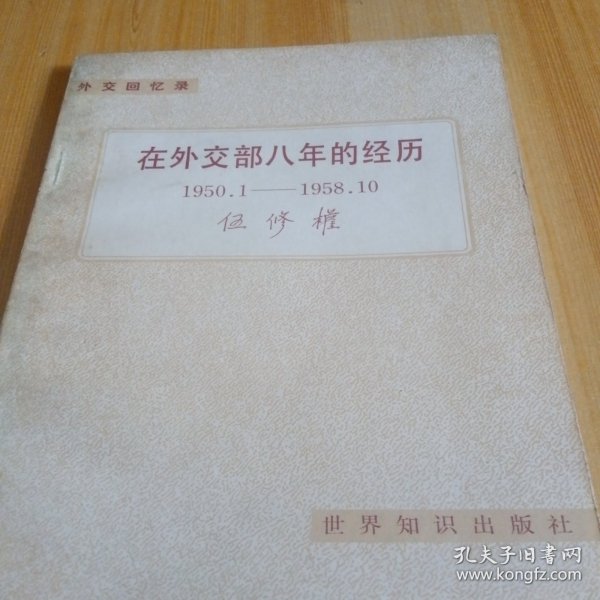 外交回忆录
在外交部八年的经历
1950.1——1958.10
伍修權
世界知识出版社
孔夫子旧书网
www.kongfz.com